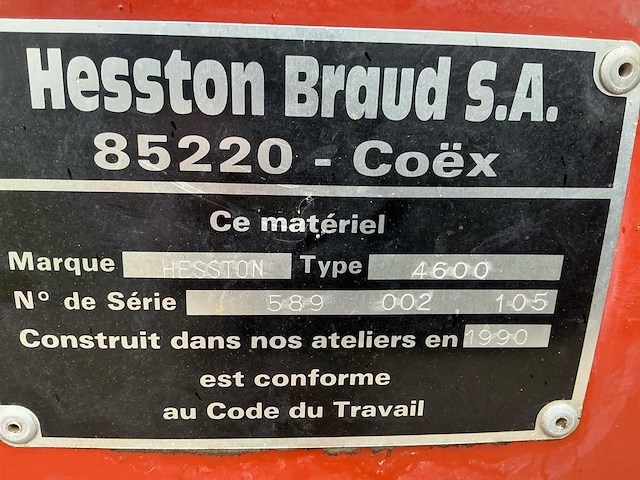 Hesston Braud S.A.
85220 - Coëx
Ce matériel
Marque HESSTON Type 4600
N° de Série 589 002 105
Construit dans nos ateliers en 1990
est conforme
au Code du Travail